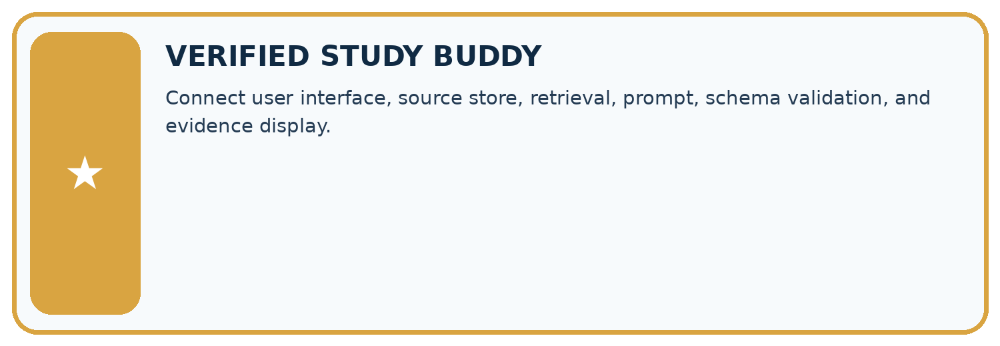 VERIFIED STUDY BUDDY
Connect user interface, source store, retrieval, prompt, schema validation, and
evidence display.